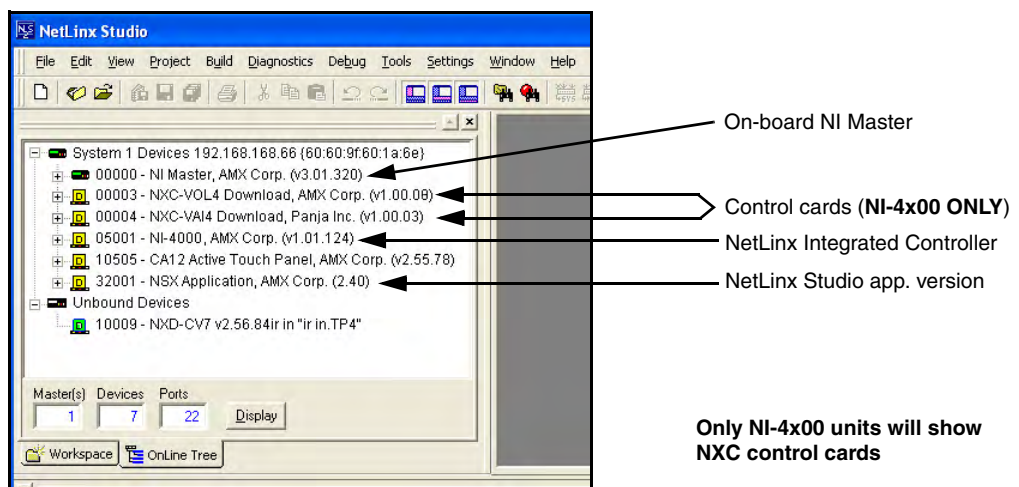 NetLinx Studio
File Edit View Project Build Diagnostics Debug Tools Settings Window Help
On-board NI Master
System 1 Devices 192.168.168.66 {60:60:9f:60:1a:6e}
00000 - NI Master, AMX Corp. (v3.01.320)
00003 - NXC-VOL4 Download, AMX Corp. (v1.00.08)
Control cards (NI-4x00 ONLY)
00004 - NXC-VAI4 Download, Panja Inc. (v1.00.03)
05001 - NI-4000, AMX Corp. (v1.01.124)
NetLinx Integrated Controller
10505 - CA12 Active Touch Panel, AMX Corp. (v2.55.78)
32001 - NSX Application, AMX Corp. (2.40)
NetLinx Studio app. version
Unbound Devices
10009 - NXD-CV7 v2.56.84ir in "ir in.TP4"
Master(s) Devices Ports
1 7 22 Display
Only NI-4x00 units will show
NXC control cards
Workspace OnLine Tree